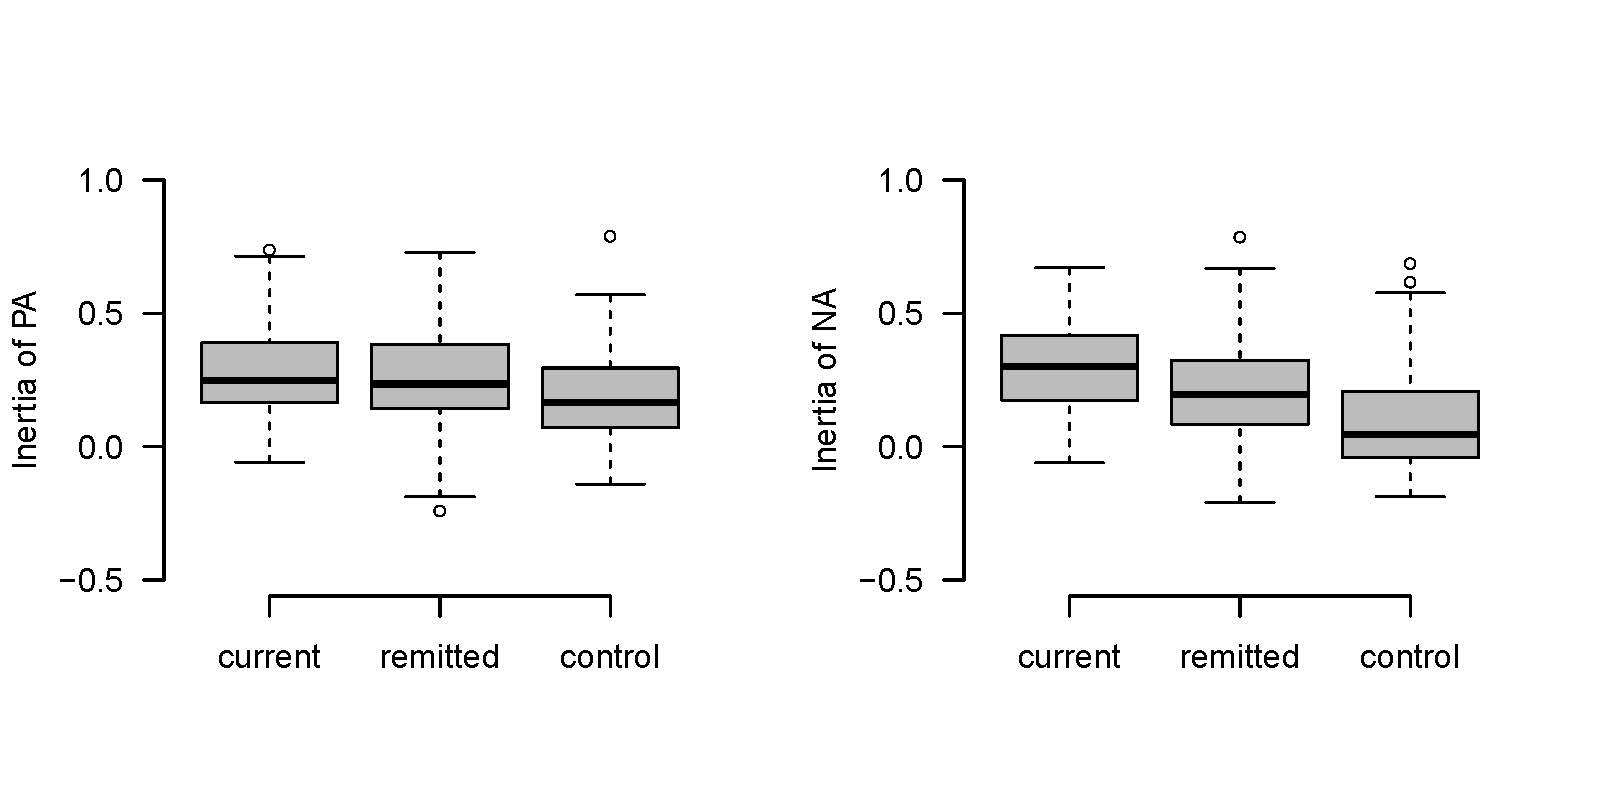 Inertia of PA
1.0
0.5
0.0
−0.5
current remitted control
Inertia of NA
1.0
0.5
0.0
−0.5
current remitted control